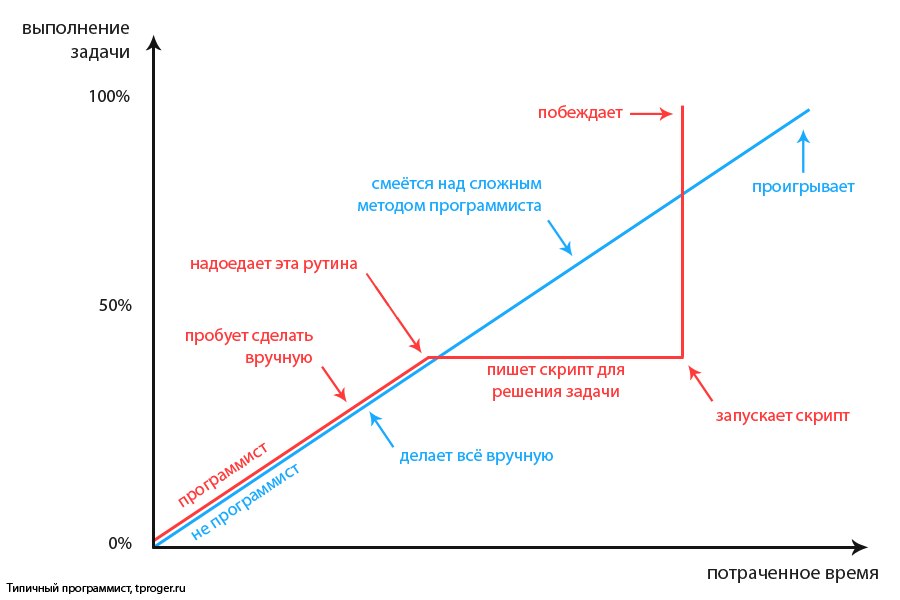 выполнение
задачи
100%
побеждает
смеётся над сложным
методом программиста
проигрывает
надоедает эта рутина
50%
пробует сделать
вручную
пишет скрипт для
решения задачи
запускает скрипт
делает всё вручную
программист
не программист
0%
потраченное время
Типичный программист, tproger.ru